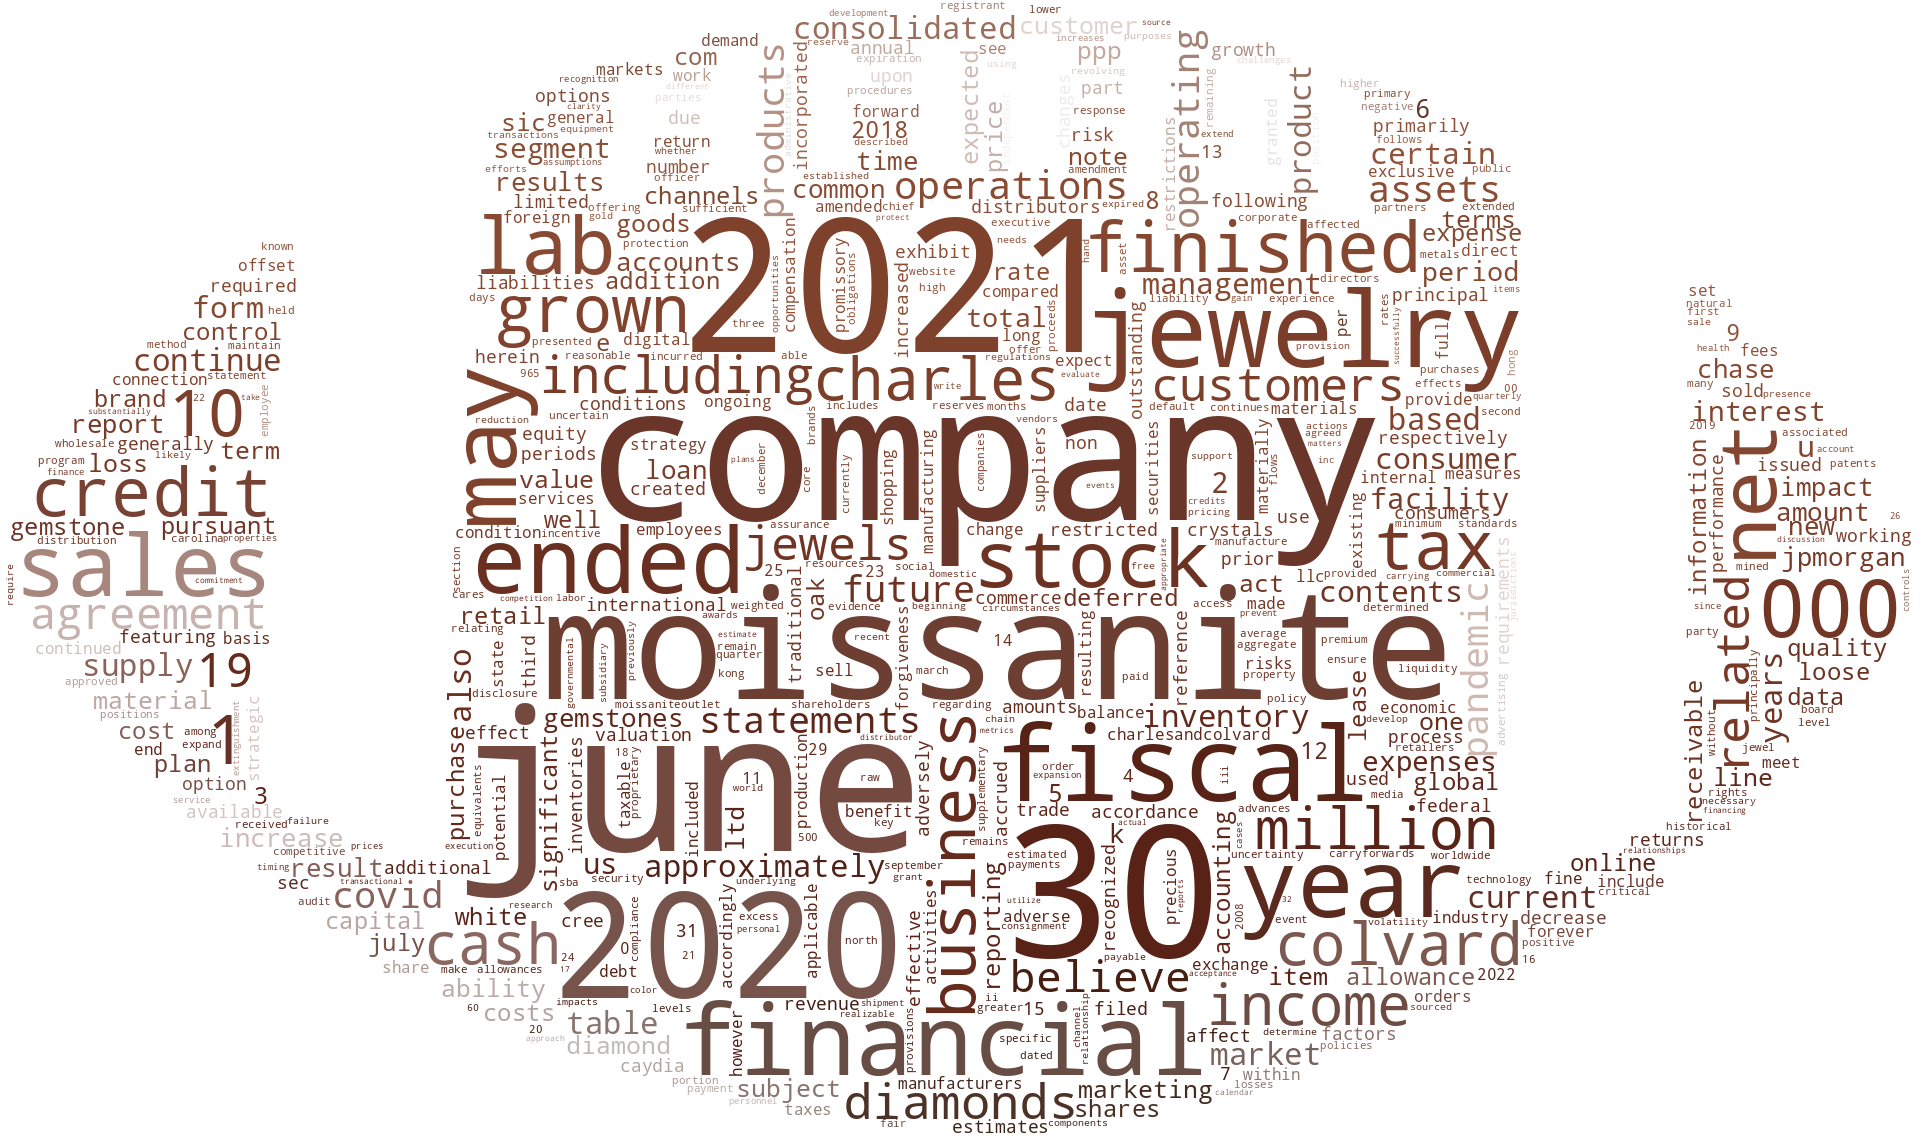 registrant lower
development source
consolidated customer
reserve increases purposes
demand annual see ppp operating growth
com expiration using challenges
markets products incorporated expected revolving
recognition work upon part remaining higher
different administrative procedures changes product
options parties price response granted primary
clarity due forward negative 6
sic general 2018 risk restrictions extend primarily
transactions equipment return described follows
segment whether time note 13 certain
assumptions number officer amendment exclusive public
efforts established
results channels common operations 8 following assets
limited offering sufficient amended chief distributors expired partners extended
foreign gold goods protect executive corporate affected terms
lab 2021 finished expense
known protection compensation promissory exhibit needs hand asset metals direct
offset accounts increased website rate management directors period
required liabilities addition opportunities obligations high compared liability gain experience principal items
form held days set
grown three total proceeds jewelry natural
control presented e digital long outstanding per rates full first
method maintain herein reasonable incurred able regulations offer provision successfully hong sale
continue 965 including charles expect customers purchases 9
connection statement evaluate effects 00 health fees
brand 22 take may write chase
10 employee conditions ongoing includes reserves months date default continues materials provide quarterly many sold presence
substantially reduction uncertain brands vendors actions based second interest
report company agreed 2019
wholesale generally equity strategy non matters respectively associated
likely term periods loan plans december core currently shopping manufacturing companies suppliers securities support materially flows inc consumer information net u account
program loss value created events 2 internal measures performance issued patents
finance services credits pricing facility impact
credit well consumers amount 26
gemstone pursuant condition incentive employees assurance change restricted crystals use minimum standards new working
distribution carolina properties ended jewels stock manufacture existing tax discussion
sales section resources appropriate prior mined jpmorgan
require commitment cares 25 23 social domestic free act llc provided carrying commercial related 000 controls
competition labor future commerce deferred contents
agreement retail international weighted traditional oak evidence beginning circumstances access made determined pandemic requirements jurisdictions since
featuring basis relating awards forgiveness prevent party
continued state third moissanite quality
supply 19 also estimate remain recent 14 average premium
approved governmental subsidiary previously quarter sell resulting reference aggregate ensure liquidity principally loose
material strategic kong march paid risks years
positions disclosure property data
moissaniteoutlet shareholders regarding amounts policy advertising receivable board
cost 1 among purchase gemstones statements business chain balance inventory lease economic one without level
end expand extinguishment effect significant valuation distributor metrics charlesandcolvard develop process jewel
plan june 18 29 fiscal 12 retailers meet
option equivalents inventories taxable proprietary 11 production raw adversely order 4 iii expenses line
service 3 potential world expansion 5 used global rights
available included supplementary accrued trade accordance advances media federal necessary
received failure ltd 500 benefit actual financing
increase key k million historical
competitive prices execution us remains cases returns relationships
timing result additional approximately september estimated uncertainty carryforwards worldwide
sec transactional sba security underlying grant payments 30 recognized precious year technology fine online
audit covid research utilize reports accounting 32 current include critical
capital white cree excess accordingly applicable activities reporting adverse 2008 event industry decrease
july compliance personal consignment volatility forever
cash 2020 31 north effective colvard positive
share 24 0 21 payable exchange 16
make allowances 17 debt believe acceptance item allowance 2022
ability color ii
60 costs impacts levels revenue shipment greater 15 filed income orders sourced
20 table realizable financial channel relationship
approach diamond however provisions specific affect determine factors
dated market policies
caydia 7 within
portion subject manufacturers marketing losses
payment calendar
personnel taxes diamonds shares
fair estimates components